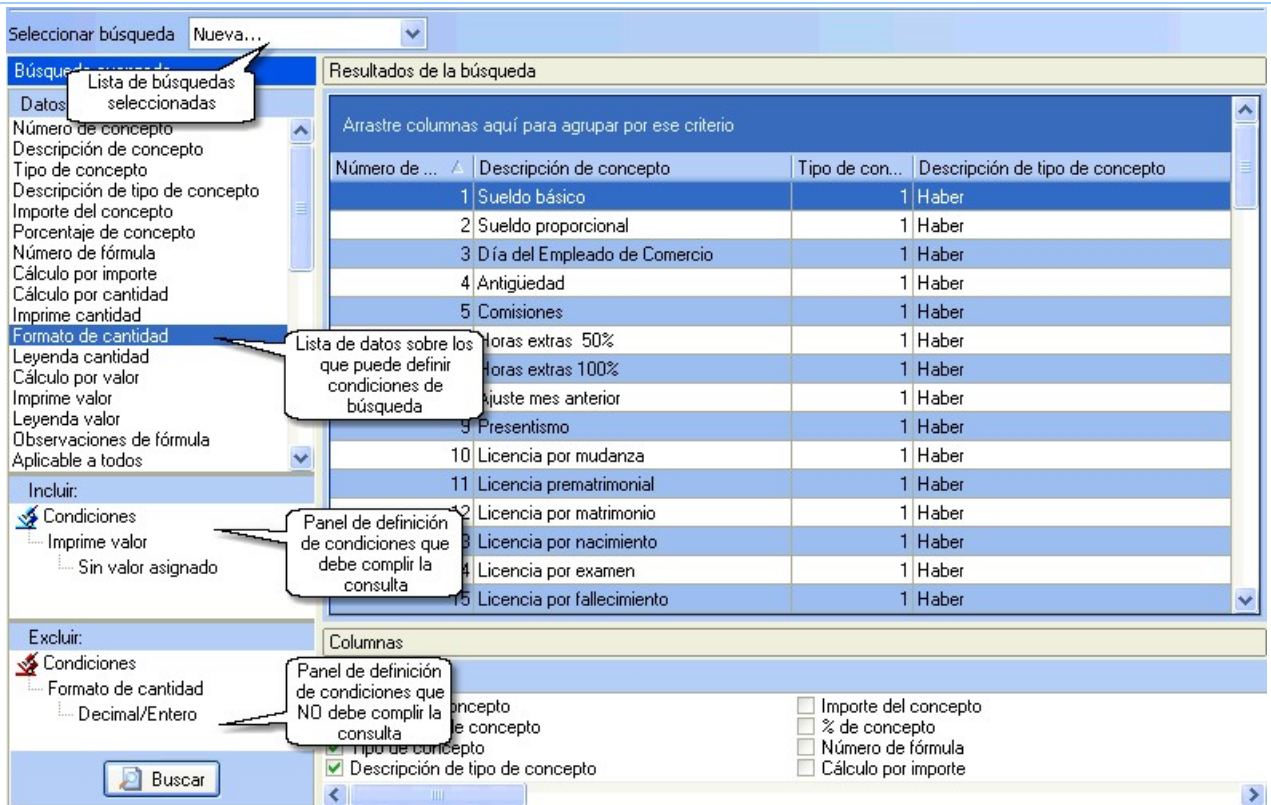 Seleccionar búsqueda Nueva...
Búsqueda avanzada
Lista de búsquedas
seleccionadas
Datos
Número de concepto
Descripción de concepto
Tipo de concepto
Descripción de tipo de concepto
Importe del concepto
Porcentaje de concepto
Número de fórmula
Cálculo por importe
Cálculo por cantidad
Imprime cantidad
Formato de cantidad
Leyenda cantidad
Cálculo por valor
Imprime valor
Leyenda valor
Observaciones de fórmula
Aplicable a todos
Lista de datos sobre los
que puede definir
condiciones de
búsqueda
Incluir:
Condiciones
Imprime valor
Sin valor asignado
Panel de definición
de condiciones que
debe complir la
consulta
Excluir:
Condiciones
Formato de cantidad
Decimal/Entero
Panel de definición
de condiciones que
NO debe complir la
consulta
Buscar
Resultados de la búsqueda
Arrastre columnas aquí para agrupar por ese criterio
Número de ... Descripción de concepto Tipo de con... Descripción de tipo de concepto
1 Sueldo básico 1 Haber
2 Sueldo proporcional 1 Haber
3 Día del Empleado de Comercio 1 Haber
4 Antigüedad 1 Haber
5 Comisiones 1 Haber
Horas extras 50% 1 Haber
Horas extras 100% 1 Haber
Ajuste mes anterior 1 Haber
9 Presentismo 1 Haber
10 Licencia por mudanza 1 Haber
11 Licencia prematrimonial 1 Haber
12 Licencia por matrimonio 1 Haber
3 Licencia por nacimiento 1 Haber
4 Licencia por examen 1 Haber
15 Licencia por fallecimiento 1 Haber
Columnas
concepto Importe del concepto
de concepto % de concepto
Tipo de concepto Número de fórmula
Descripción de tipo de concepto Cálculo por importe